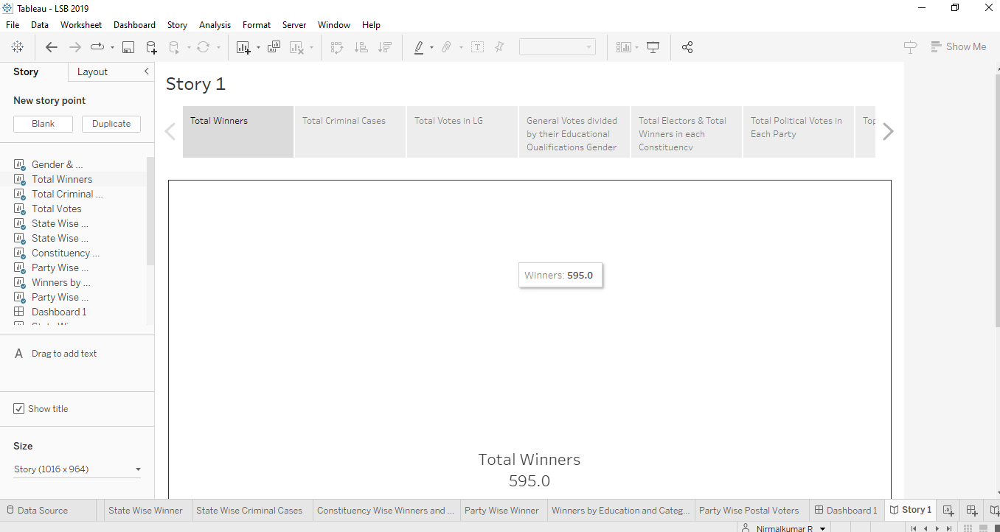 Tableau - LSB 2019
File Data Worksheet Dashboard Story Analysis Format Server Window Help
Show Me
Story Layout
New story point
Blank Duplicate
Gender & ...
Total Winners
Total Criminal ...
Total Votes
State Wise ...
State Wise ...
Constituency ...
Party Wise ...
Winners by ...
Party Wise ...
Dashboard 1
A Drag to add text
Show title
Size
Story (1016 x 964)
Story 1
Total Winners
Total Criminal Cases
Total Votes in LG
General Votes divided
by their Educational
Qualifications Gender
Total Electors & Total
Winners in each
Constituency
Total Political Votes in
Each Party
Top
Winners: 595.0
Total Winners
595.0
Data Source State Wise Winner State Wise Criminal Cases Constituency Wise Winners and ... Party Wise Winner Winners by Education and Categ... Party Wise Postal Voters Dashboard 1 Story 1
Nirmalkumar R